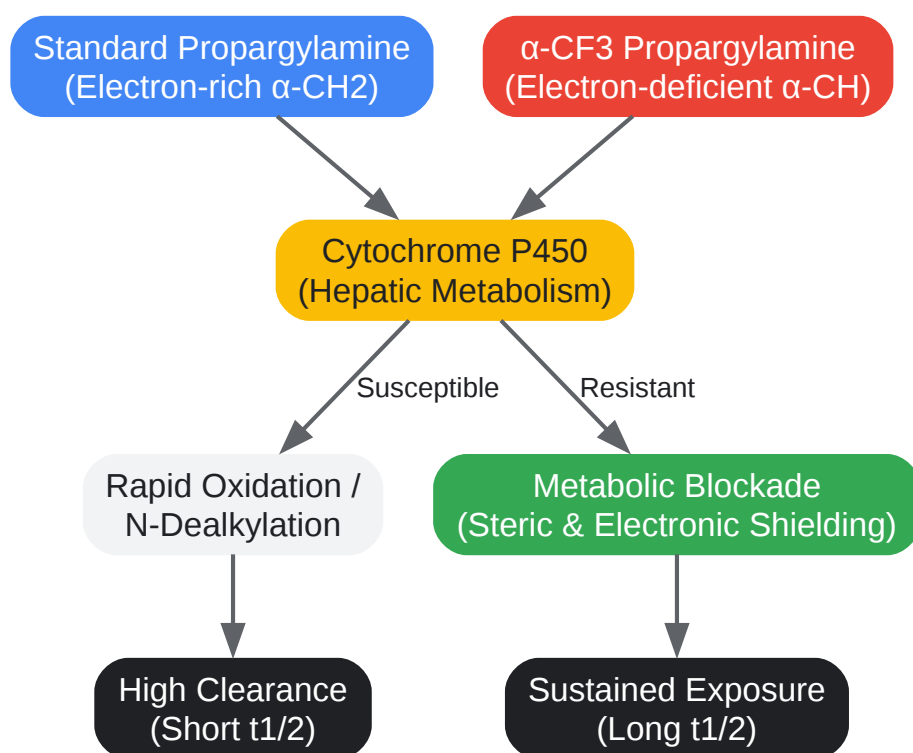 Standard Propargylamine
(Electron-rich α-CH2)
α-CF3 Propargylamine
(Electron-deficient α-CH)
Cytochrome P450
(Hepatic Metabolism)
Susceptible
Resistant
Rapid Oxidation /
N-Dealkylation
Metabolic Blockade
(Steric & Electronic Shielding)
High Clearance
(Short t1/2)
Sustained Exposure
(Long t1/2)